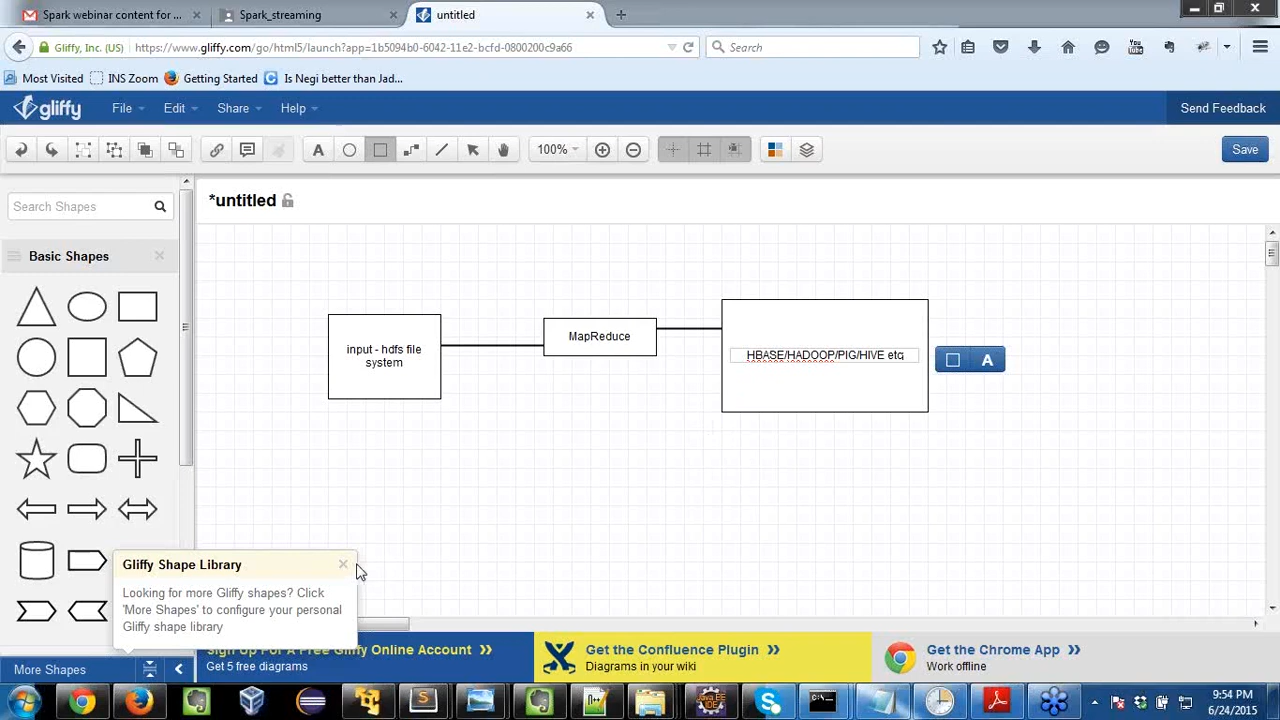 Spark webinar content for ...
Spark_streaming
untitled
Gliffy, Inc. (US)
https://www.gliffy.com/go/html5/launch?app=1b5094b0-6042-11e2-bcfd-0800200c9a66
Search
You Tube
Most Visited
INS Zoom
Getting Started
Is Negi better than Jad...
gliffy
File
Edit
Share
Help
Send Feedback
A
100%
Save
Search Shapes
*untitled
Basic Shapes
input - hdfs file
system
MapReduce
HBASE/HADOOP/PIG/HIVE etq
A
Gliffy Shape Library
Looking for more Gliffy shapes? Click
'More Shapes' to configure your personal
Gliffy shape library
More Shapes
Sign Up For A Free Gliffy Online Account
Get 5 free diagrams
Get the Confluence Plugin
Diagrams in your wiki
Get the Chrome App
Work offline
9:54 PM
6/24/2015